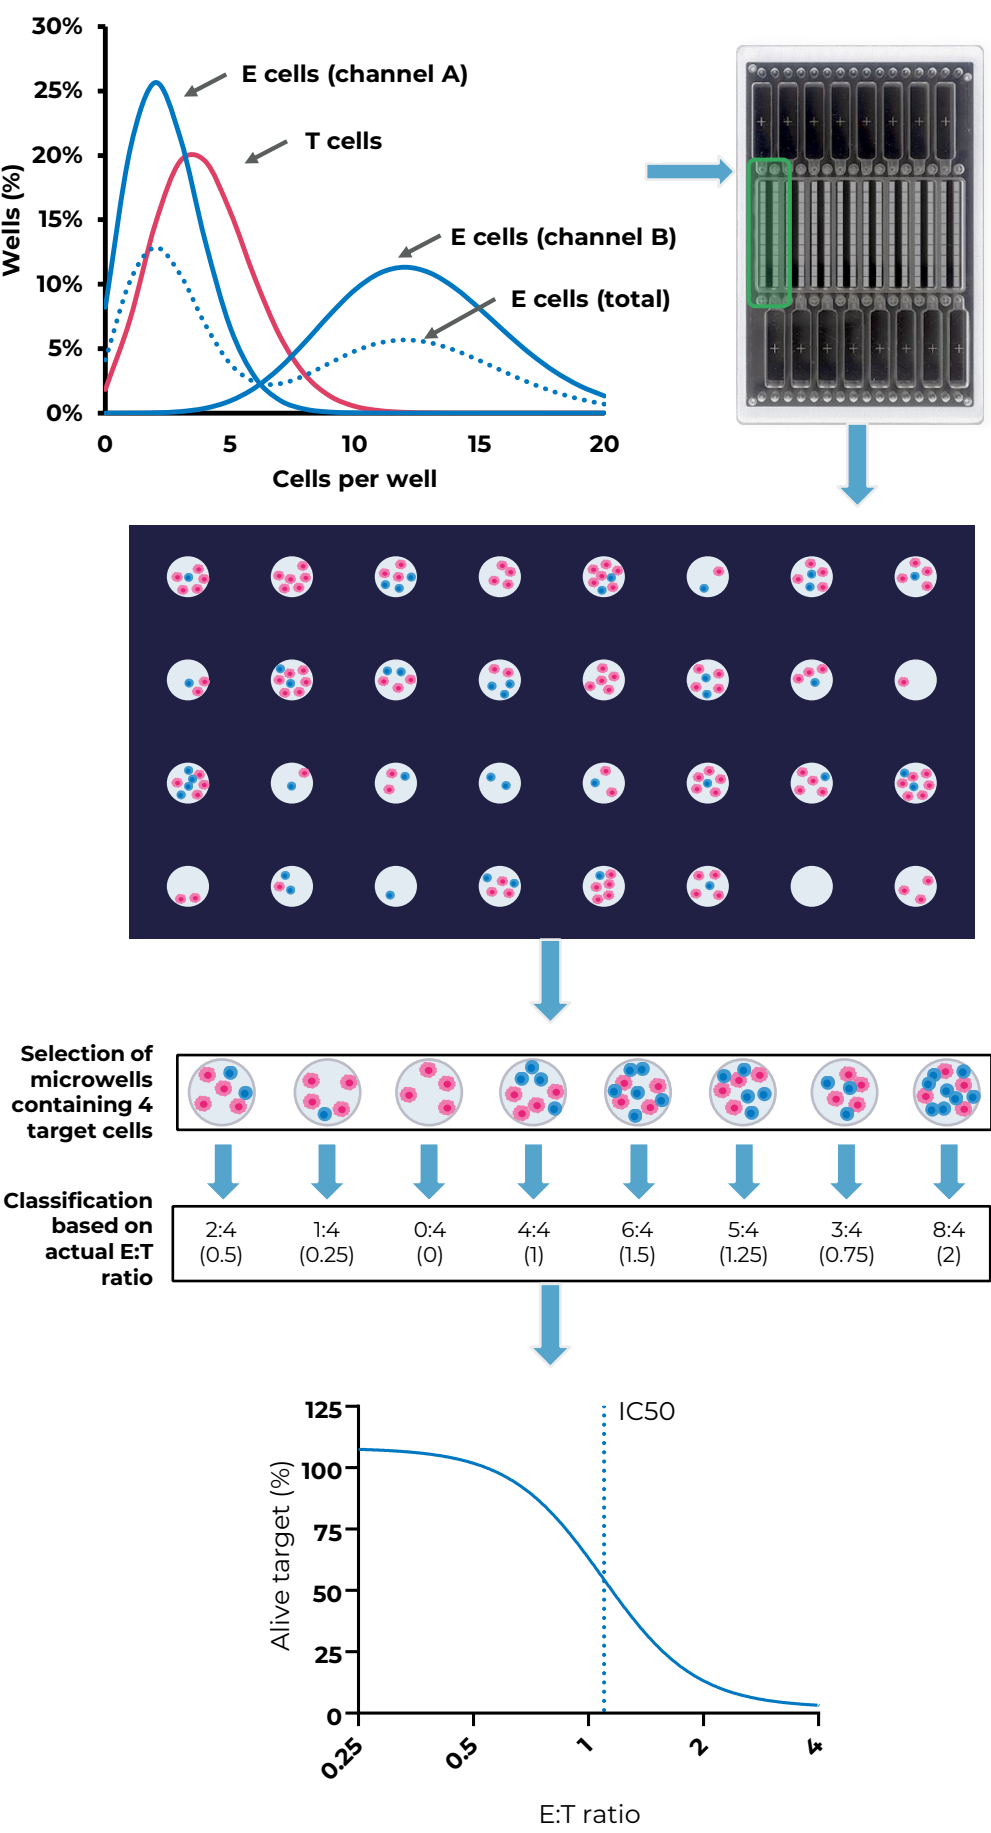 30%
25%
20%
15%
10%
5%
0%
Wells (%)
E cells (channel A)
T cells
E cells (channel B)
E cells (total)
0 5 10 15 20
Cells per well
Selection of
microwells
containing 4
target cells
Classification
based on
actual E:T
ratio
2:4 1:4 0:4 4:4 6:4 5:4 3:4 8:4
(0.5) (0.25) (0) (1) (1.5) (1.25) (0.75) (2)
IC50
125
100
75
50
25
0
Alive target (%)
0.25 0.5 1 2 4
E:T ratio